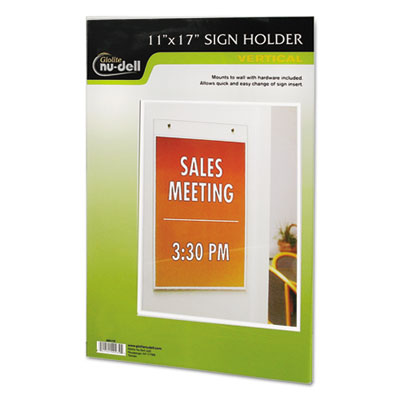 Glolite
nu-dell
11"x17" SIGN HOLDER
VERTICAL
Mounts to wall with hardware included.
Allows quick and easy change of sign insert.
SALES
MEETING
3:30 PM